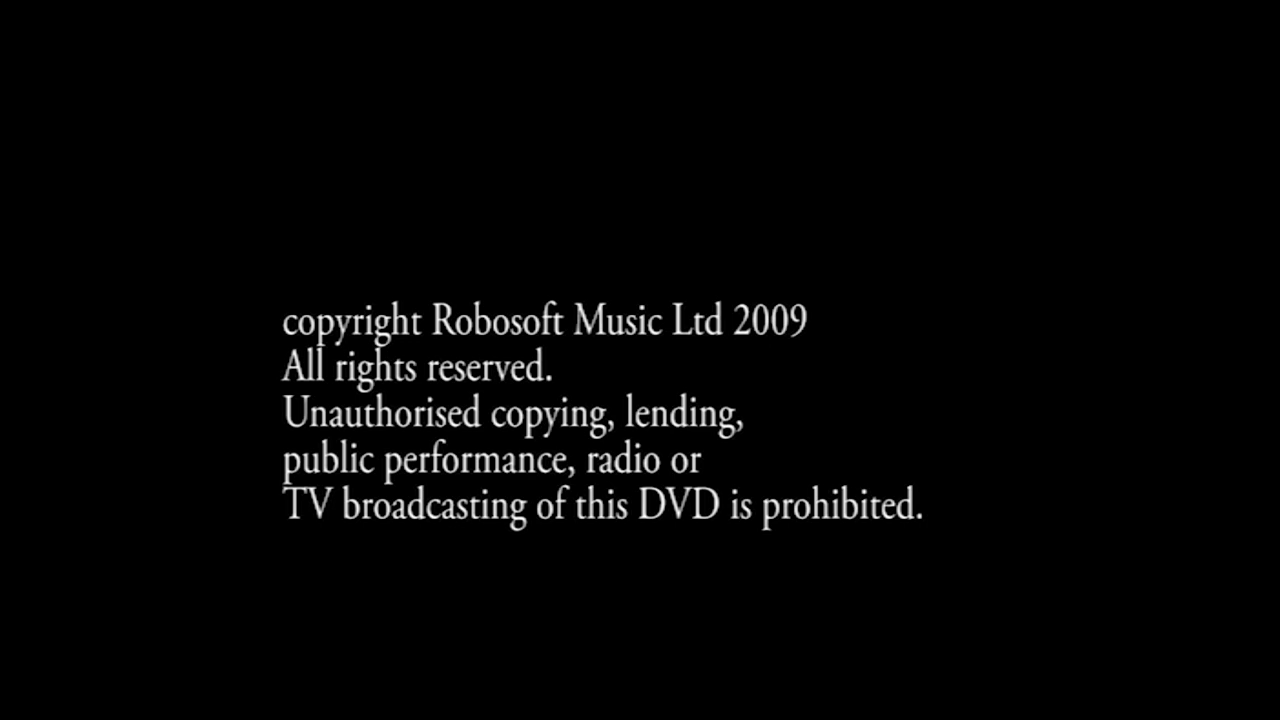 copyright Robosoft Music Ltd 2009
All rights reserved.
Unauthorised copying, lending,
public performance, radio or
TV broadcasting of this DVD is prohibited.